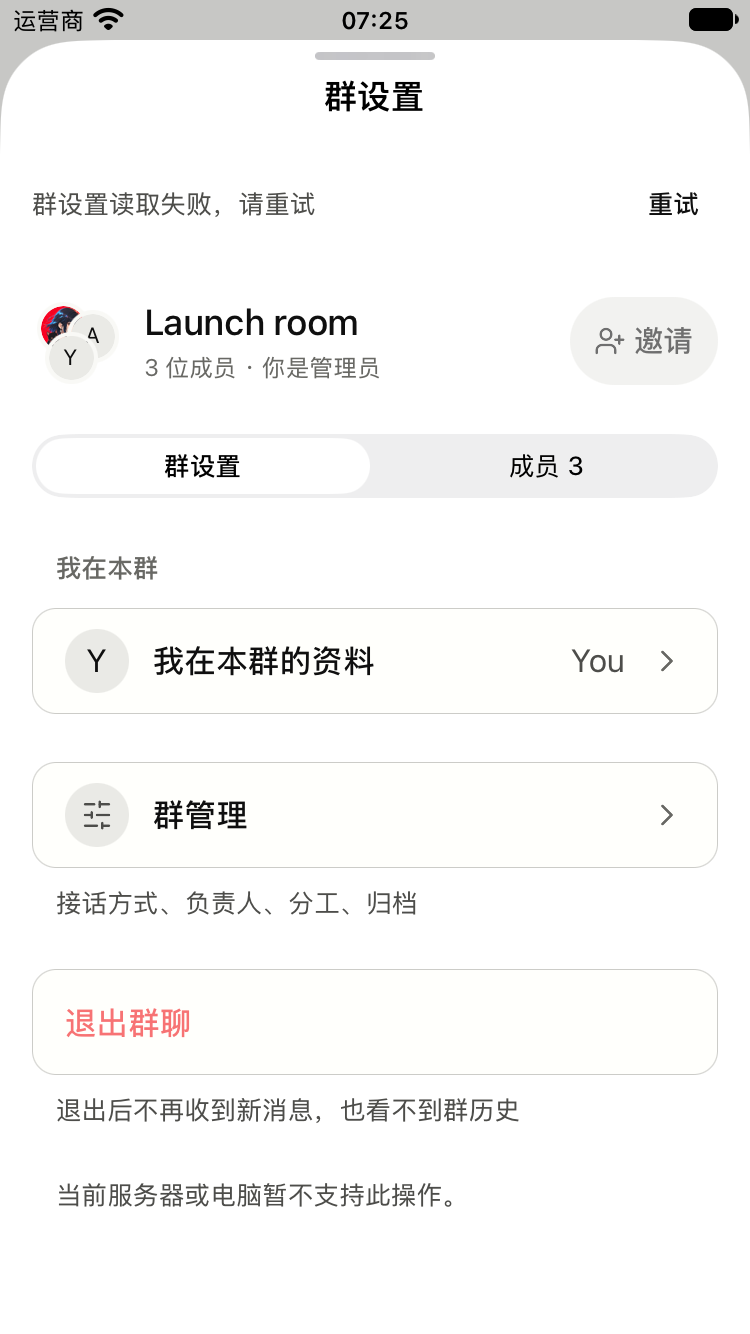 运营商
07:25
群设置
群设置读取失败，请重试
重试
A
Y
Launch room
3 位成员 · 你是管理员
邀请
群设置
成员 3
我在本群
Y
我在本群的资料
You
群管理
接话方式、负责人、分工、归档
退出群聊
退出后不再收到新消息，也看不到群历史
当前服务器或电脑暂不支持此操作。